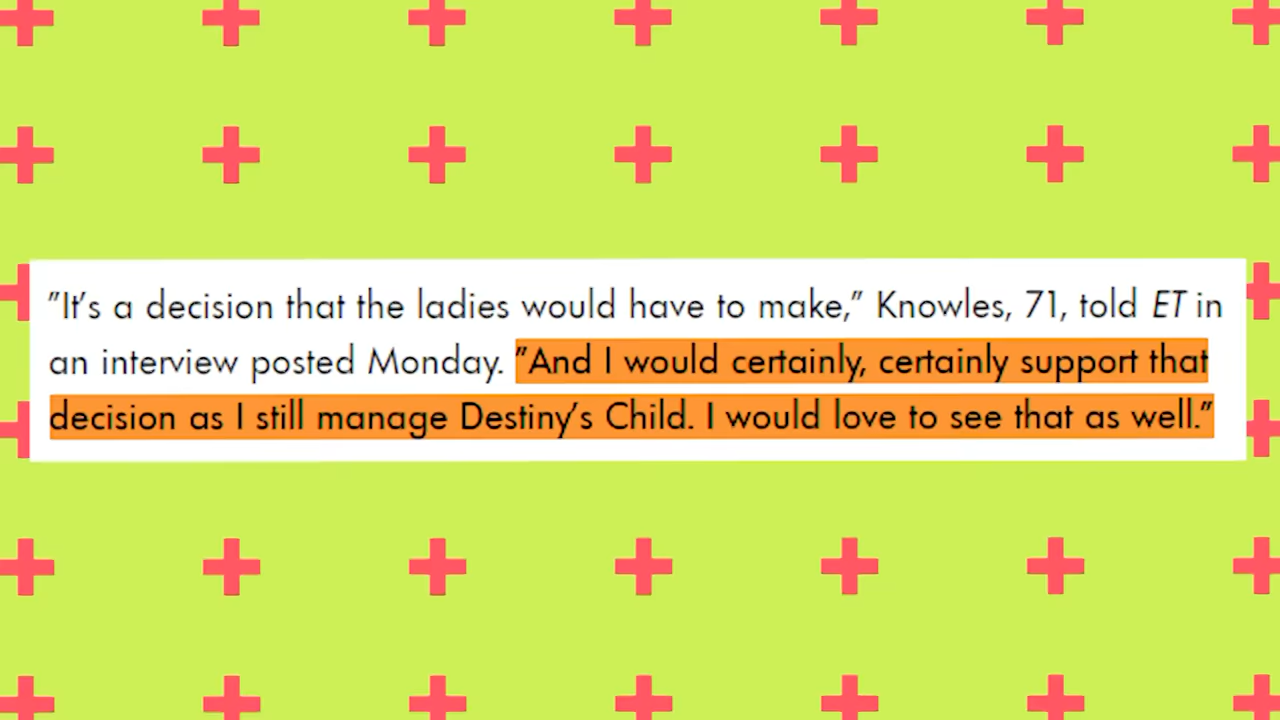 "It's a decision that the ladies would have to make," Knowles, 71, told ET in
an interview posted Monday. "And I would certainly, certainly support that
decision as I still manage Destiny's Child. I would love to see that as well."